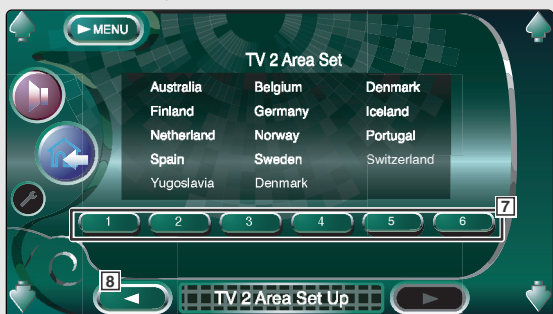 ►MENU
TV 2 Area Set
Australia Belgium Denmark
Finland Germany Iceland
Netherland Norway Portugal
Spain Sweden Switzerland
Yugoslavia Denmark
1 2 3 4 5 6
7
8
◄ TV 2 Area Set Up ►